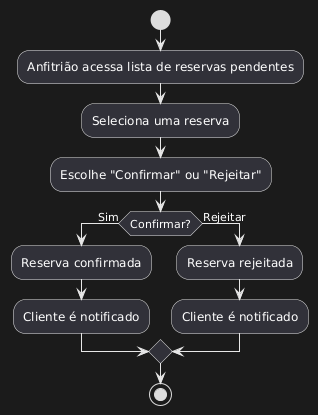 Anfitrião acessa lista de reservas pendentes
Seleciona uma reserva
Escolhe "Confirmar" ou "Rejeitar"
Sim
Confirmar?
Rejeitar
Reserva confirmada
Reserva rejeitada
Cliente é notificado
Cliente é notificado